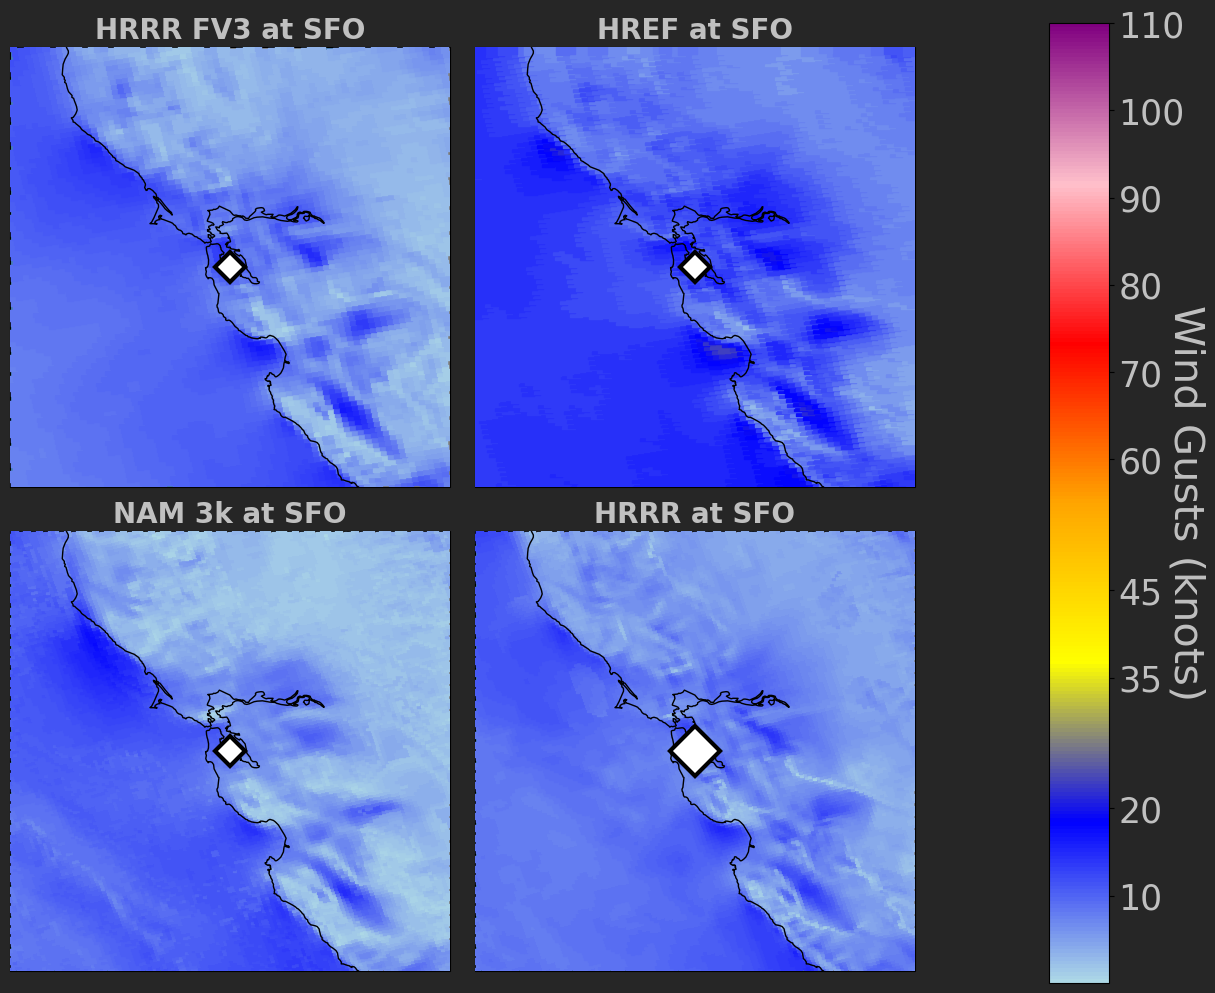 HRRR FV3 at SFO
HREF at SFO
NAM 3k at SFO
HRRR at SFO
110
100
90
80
70
60
45
35
20
10
Wind Gusts (knots)